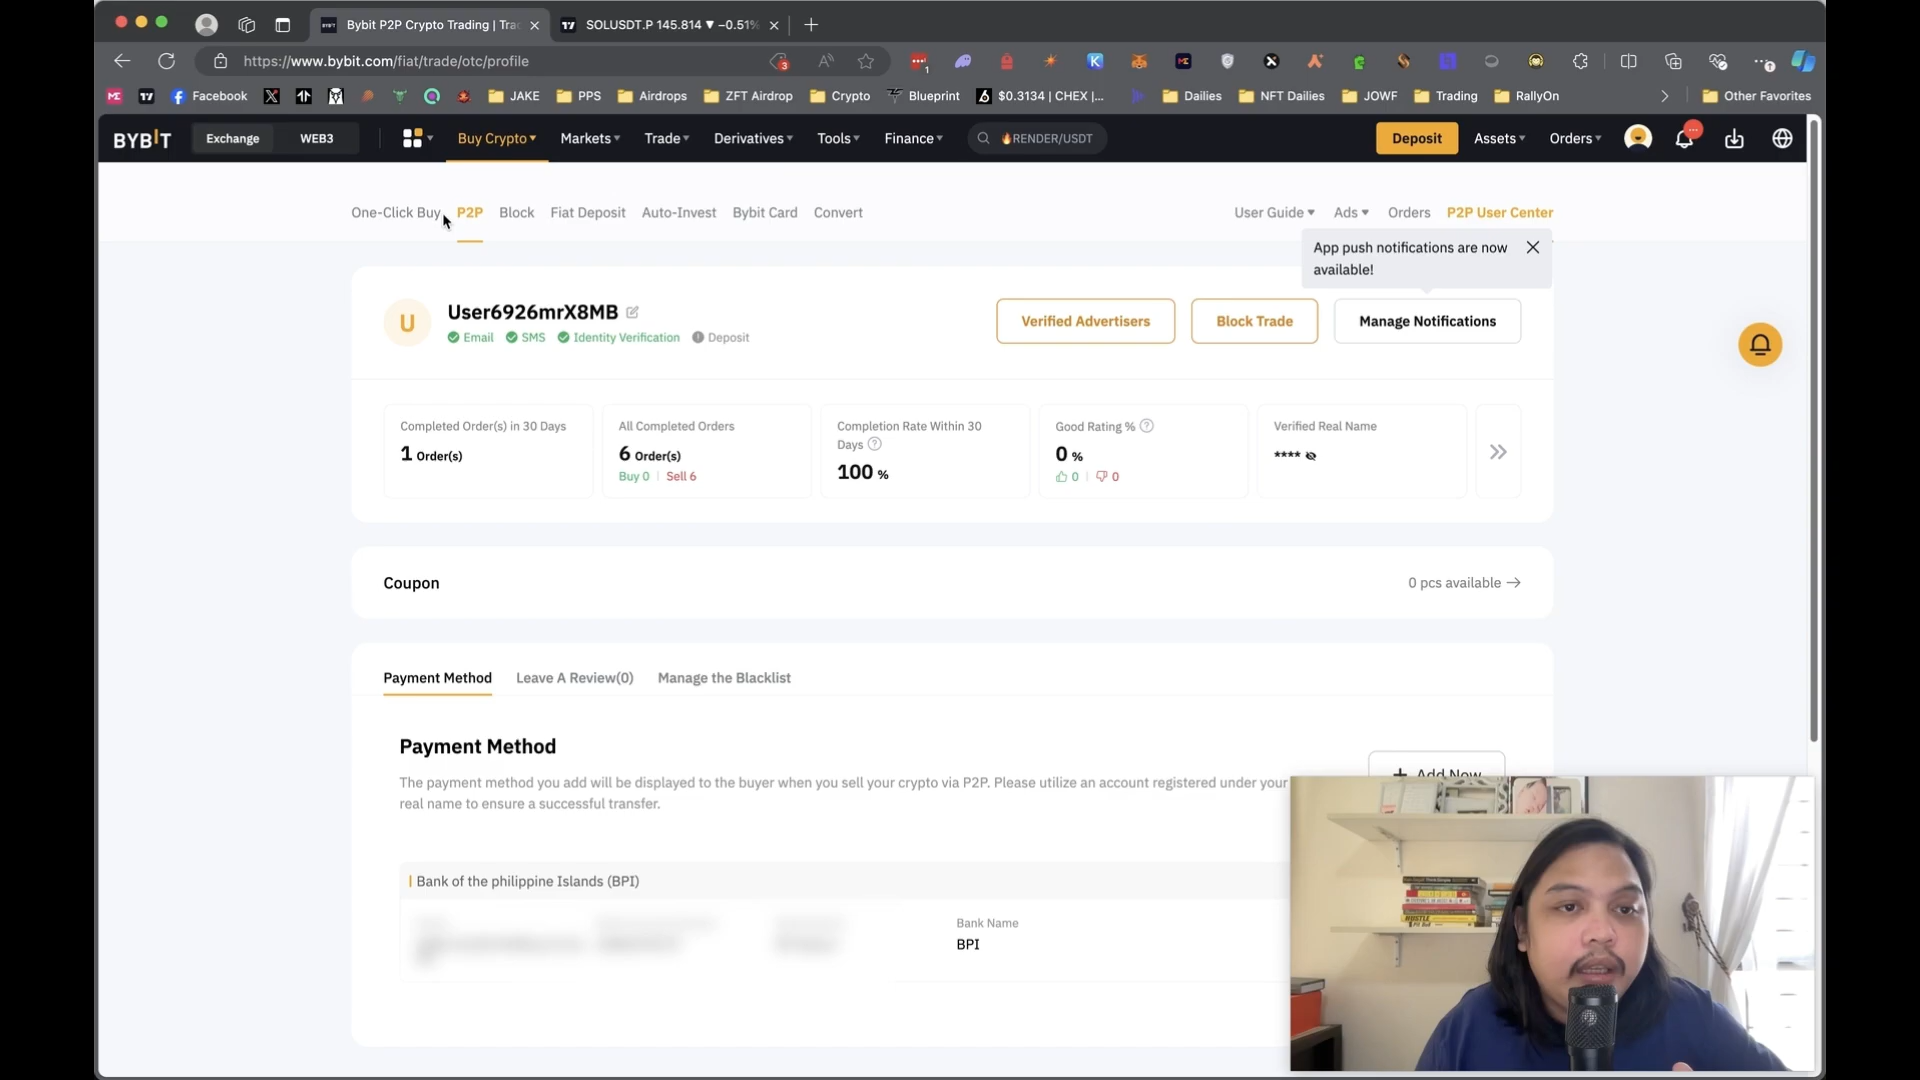 Bybit P2P Crypto Trading | Tra
SOLUSDT.P 145.814 ▼ −0.51%
https://www.bybit.com/fiat/trade/otc/profile
Facebook
JAKE
PPS
Airdrops
ZFT Airdrop
Crypto
Blueprint
$0.3134 | CHEX |...
Dailies
NFT Dailies
JOWF
Trading
RallyOn
Other Favorites
BYBIT
Exchange
WEB3
Buy Crypto
Markets
Trade
Derivatives
Tools
Finance
RENDER/USDT
Deposit
Assets
Orders
One-Click Buy
P2P
Block
Fiat Deposit
Auto-Invest
Bybit Card
Convert
User Guide
Ads
Orders
P2P User Center
App push notifications are now
available!
U
User6926mrX8MB
Email
SMS
Identity Verification
Deposit
Verified Advertisers
Block Trade
Manage Notifications
Completed Order(s) in 30 Days
1 Order(s)
All Completed Orders
6 Order(s)
Buy 0 | Sell 6
Completion Rate Within 30
Days
100 %
Good Rating %
0 %
0 | 0
Verified Real Name
****
Coupon
0 pcs available
Payment Method
Leave A Review(0)
Manage the Blacklist
Payment Method
The payment method you add will be displayed to the buyer when you sell your crypto via P2P. Please utilize an account registered under your
real name to ensure a successful transfer.
+ Add Now
Bank of the philippine Islands (BPI)
Bank Name
BPI
HUSTLE